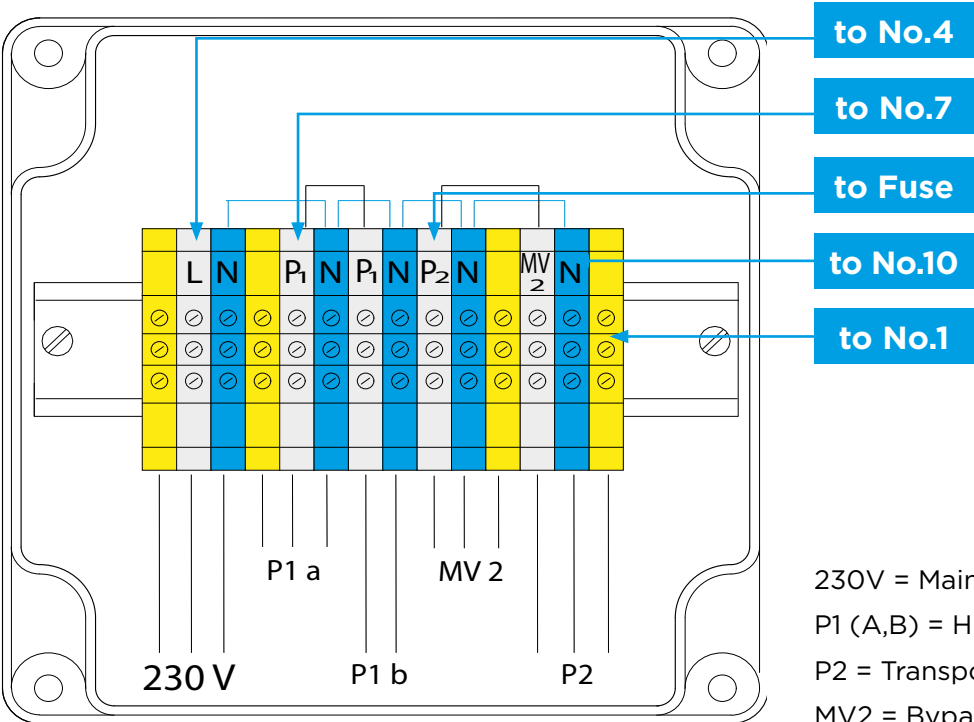 to No.4
to No.7
to Fuse
to No.10
to No.1
L N P1 N P1 N P2 N MV 2 N
P1 a
MV 2
230 V
P1 b
P2
230V = Main
P1 (A,B) = H
P2 = Transpo
MV2 = Bypa